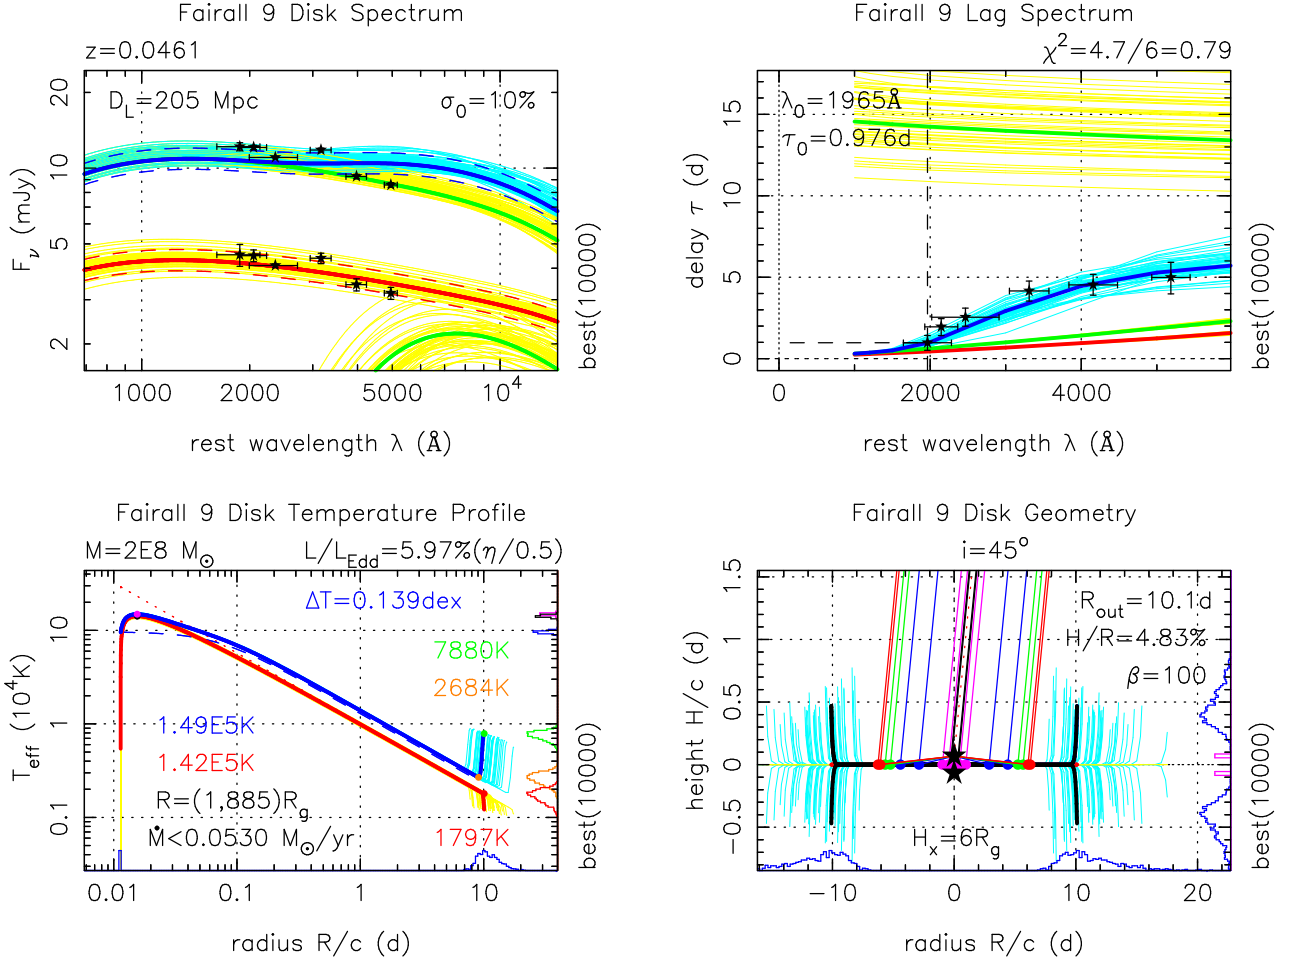 Fairall 9 Disk Spectrum
z=0.0461
D_L=205 Mpc
σ_0=10%
20
10
5
2
F_ν (mJy)
1000
2000
5000
10^4
rest wavelength λ (Å)
best(10000)
Fairall 9 Lag Spectrum
χ^2=4.7/6=0.79
λ_0=1965Å
τ_0=0.976d
15
10
5
0
delay τ (d)
0
2000
4000
rest wavelength λ (Å)
best(10000)
Fairall 9 Disk Temperature Profile
M=2E8 M_⊙
L/L_Edd=5.97%(η/0.5)
ΔT=0.139dex
7880K
2684K
1.49E5K
1.42E5K
R=(1,885)R_g
Ṁ<0.0530 M_⊙/yr
1797K
10
1
0.1
T_eff (10^4K)
0.01
0.1
1
10
radius R/c (d)
best(10000)
Fairall 9 Disk Geometry
i=45°
R_out=10.1d
H/R=4.83%
β=100
H_x=6R_g
1.5
1
0.5
0
−0.5
height H/c (d)
−10
0
10
20
radius R/c (d)
best(10000)